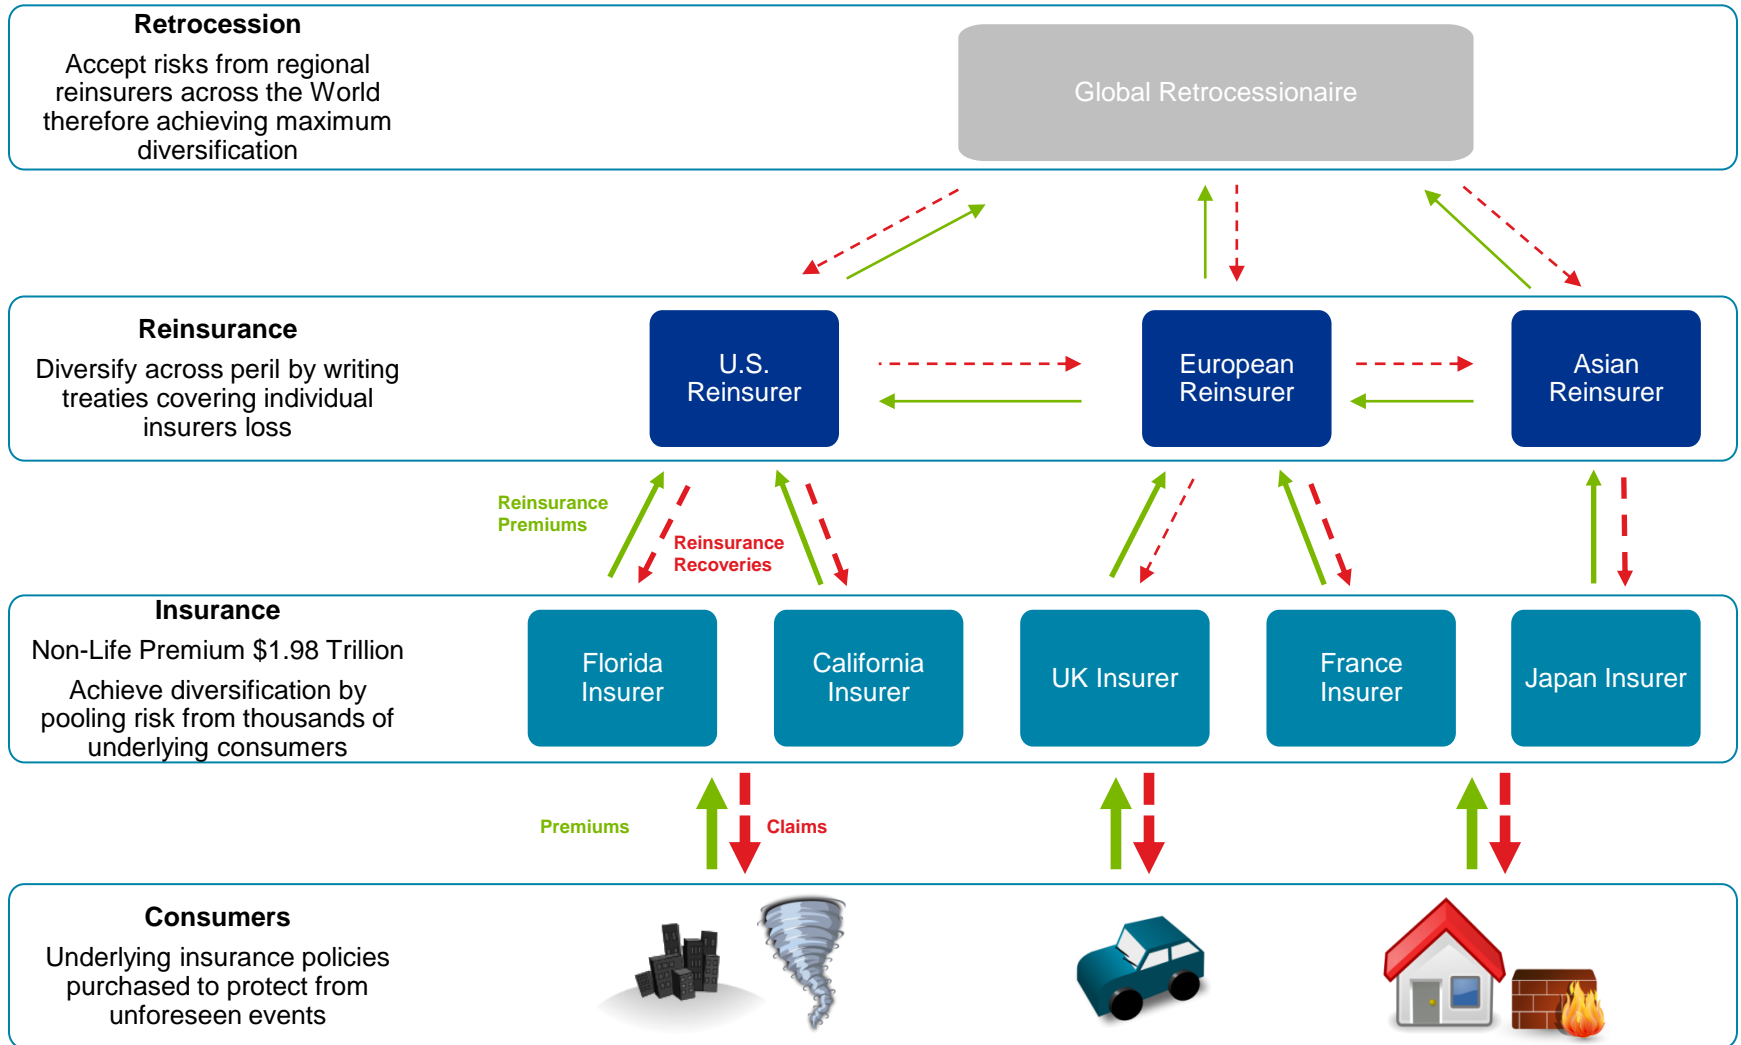 Retrocession
Accept risks from regional
reinsurers across the World
therefore achieving maximum
diversification
Global Retrocessionaire
Reinsurance
Diversify across peril by writing
treaties covering individual
insurers loss
U.S.
Reinsurer
European
Reinsurer
Asian
Reinsurer
Reinsurance
Premiums
Reinsurance
Recoveries
Insurance
Non-Life Premium $1.98 Trillion
Achieve diversification by
pooling risk from thousands of
underlying consumers
Florida
Insurer
California
Insurer
UK Insurer
France
Insurer
Japan Insurer
Premiums
Claims
Consumers
Underlying insurance policies
purchased to protect from
unforeseen events